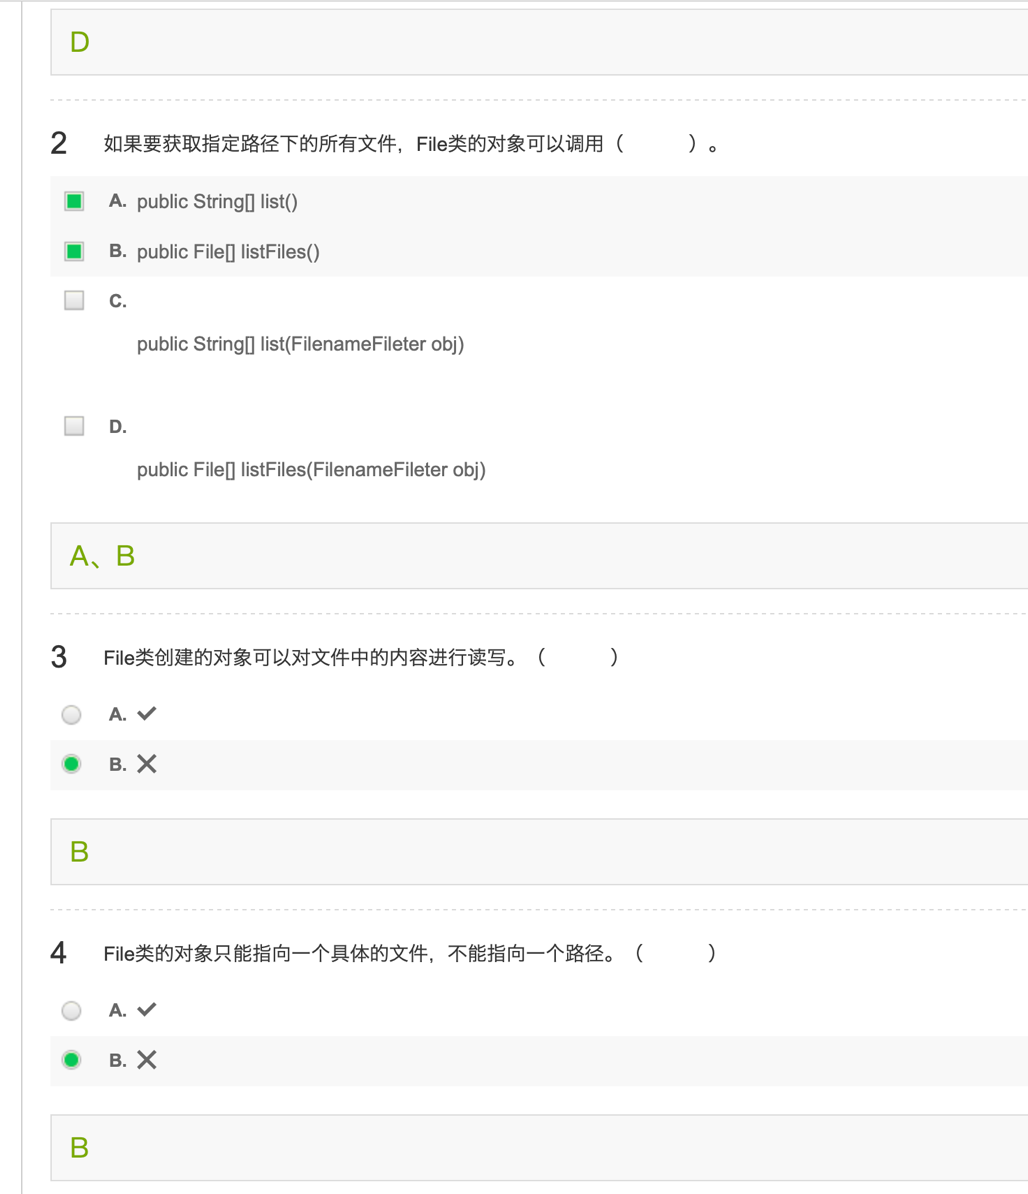 D
2 如果要获取指定路径下的所有文件，File类的对象可以调用（ ）。
A. public String[] list()
B. public File[] listFiles()
C.
public String[] list(FilenameFileter obj)
D.
public File[] listFiles(FilenameFileter obj)
A、B
3 File类创建的对象可以对文件中的内容进行读写。（ ）
A. ✔
B. ✕
B
4 File类的对象只能指向一个具体的文件，不能指向一个路径。（ ）
A. ✔
B. ✕
B